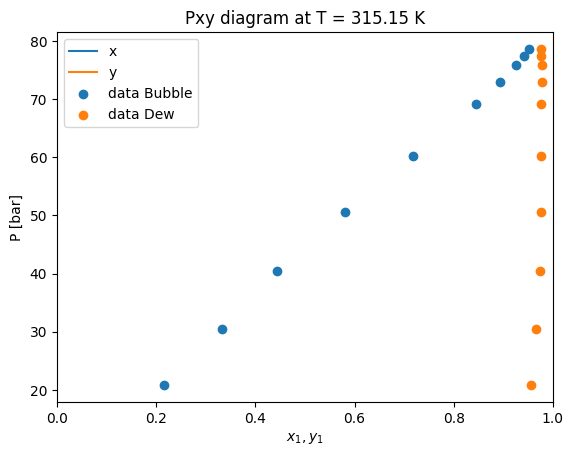 Pxy diagram at T = 315.15 K
x
y
data Bubble
data Dew
P [bar]
80
70
60
50
40
30
20
0.0 0.2 0.4 0.6 0.8 1.0
x₁, y₁